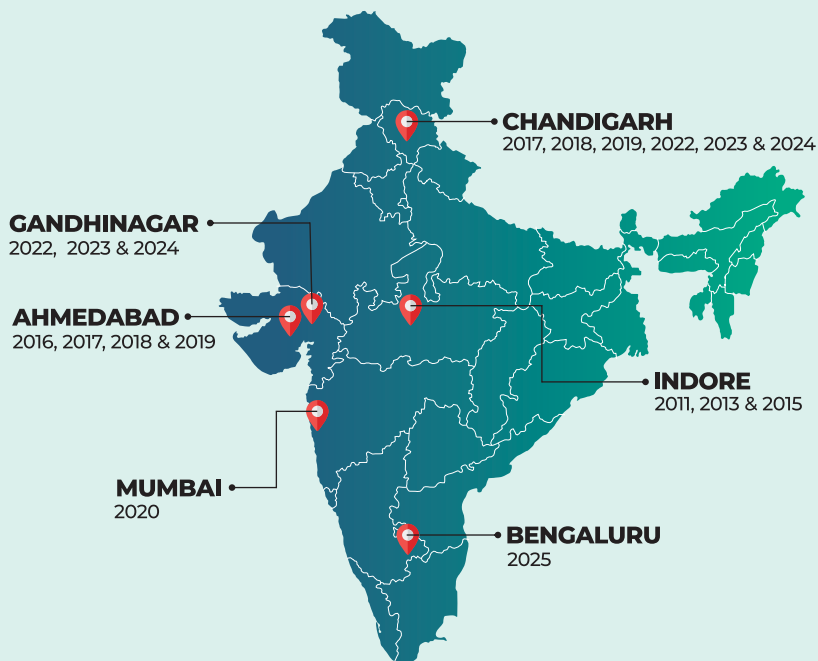 CHANDIGARH
2017, 2018, 2019, 2022, 2023 & 2024
GANDHINAGAR
2022, 2023 & 2024
AHMEDABAD
2016, 2017, 2018 & 2019
INDORE
2011, 2013 & 2015
MUMBAI
2020
BENGALURU
2025